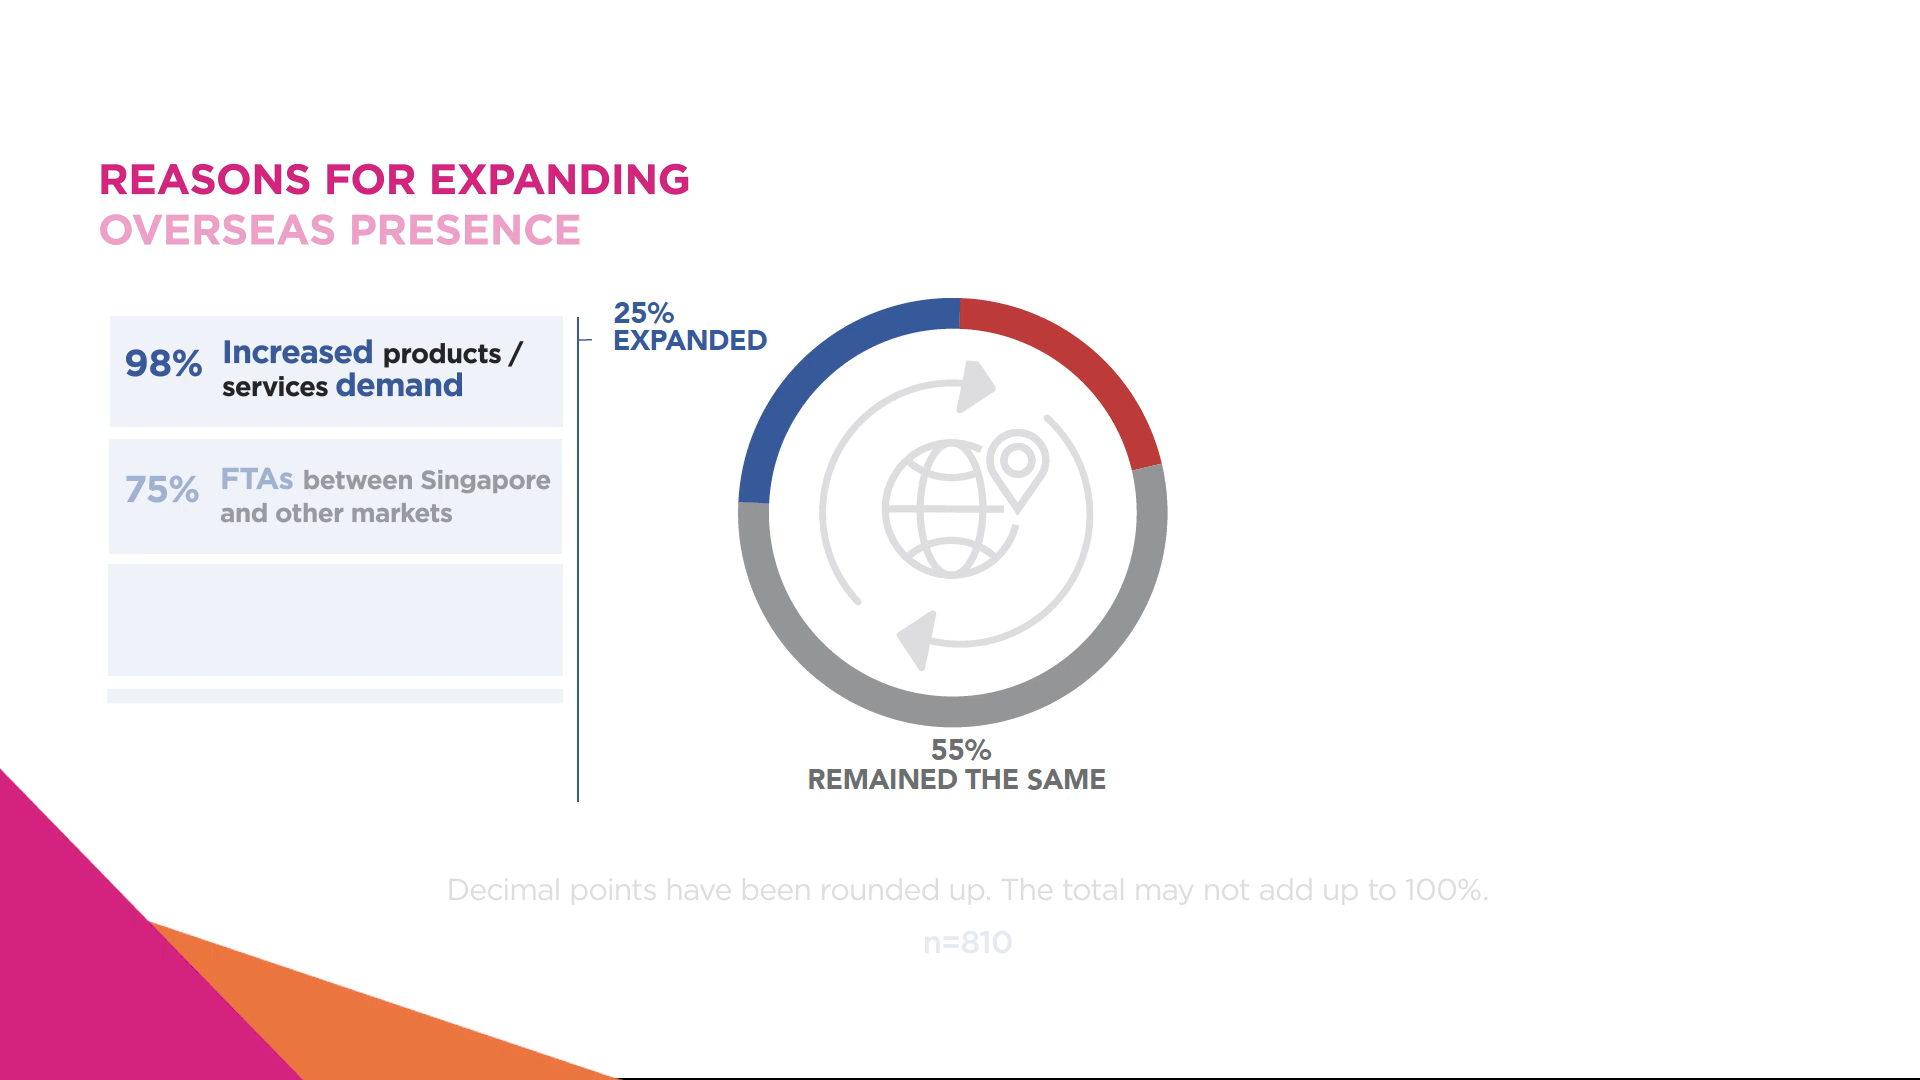 REASONS FOR EXPANDING
OVERSEAS PRESENCE
98% Increased products /
services demand
75% FTAs between Singapore
and other markets
25%
EXPANDED
55%
REMAINED THE SAME
Decimal points have been rounded up. The total may not add up to 100%.
n=810